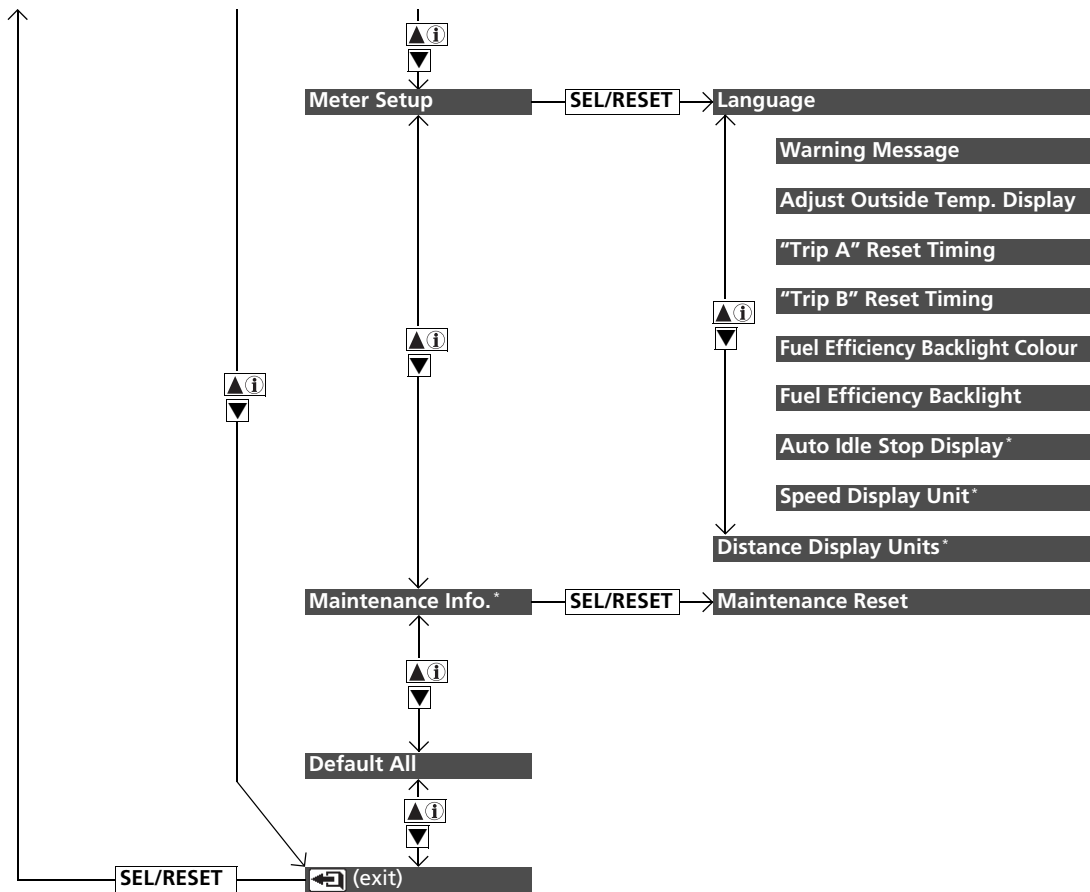 ▲ⓘ
▼
Meter Setup SEL/RESET Language
Warning Message
Adjust Outside Temp. Display
“Trip A” Reset Timing
“Trip B” Reset Timing
▲ⓘ
▼
▲ⓘ
▼
Fuel Efficiency Backlight Colour
▲ⓘ
▼
Fuel Efficiency Backlight
Auto Idle Stop Display*
Speed Display Unit*
Distance Display Units*
Maintenance Info.* SEL/RESET Maintenance Reset
▲ⓘ
▼
Default All
▲ⓘ
▼
SEL/RESET (exit)